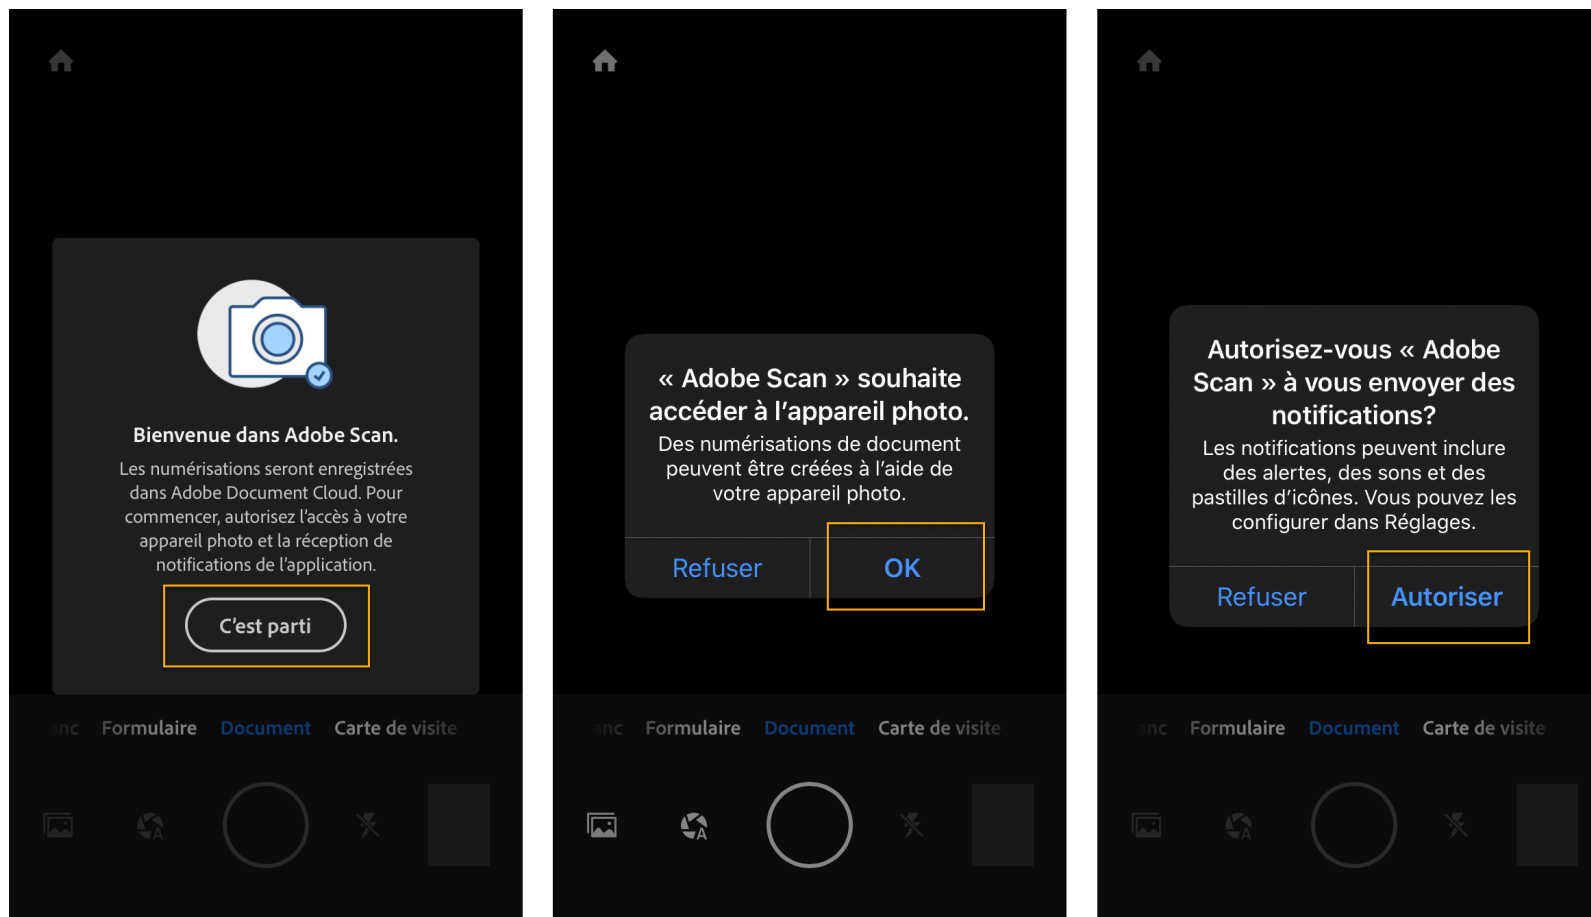 Bienvenue dans Adobe Scan.
Les numérisations seront enregistrées
dans Adobe Document Cloud. Pour
commencer, autorisez l'accès à votre
appareil photo et la réception de
notifications de l'application.
C'est parti
anc Formulaire Document Carte de visite
« Adobe Scan » souhaite
accéder à l'appareil photo.
Des numérisations de document
peuvent être créées à l'aide de
votre appareil photo.
Refuser OK
anc Formulaire Document Carte de visite
A
Autorisez-vous « Adobe
Scan » à vous envoyer des
notifications?
Les notifications peuvent inclure
des alertes, des sons et des
pastilles d'icônes. Vous pouvez les
configurer dans Réglages.
Refuser Autoriser
anc Formulaire Document Carte de visite